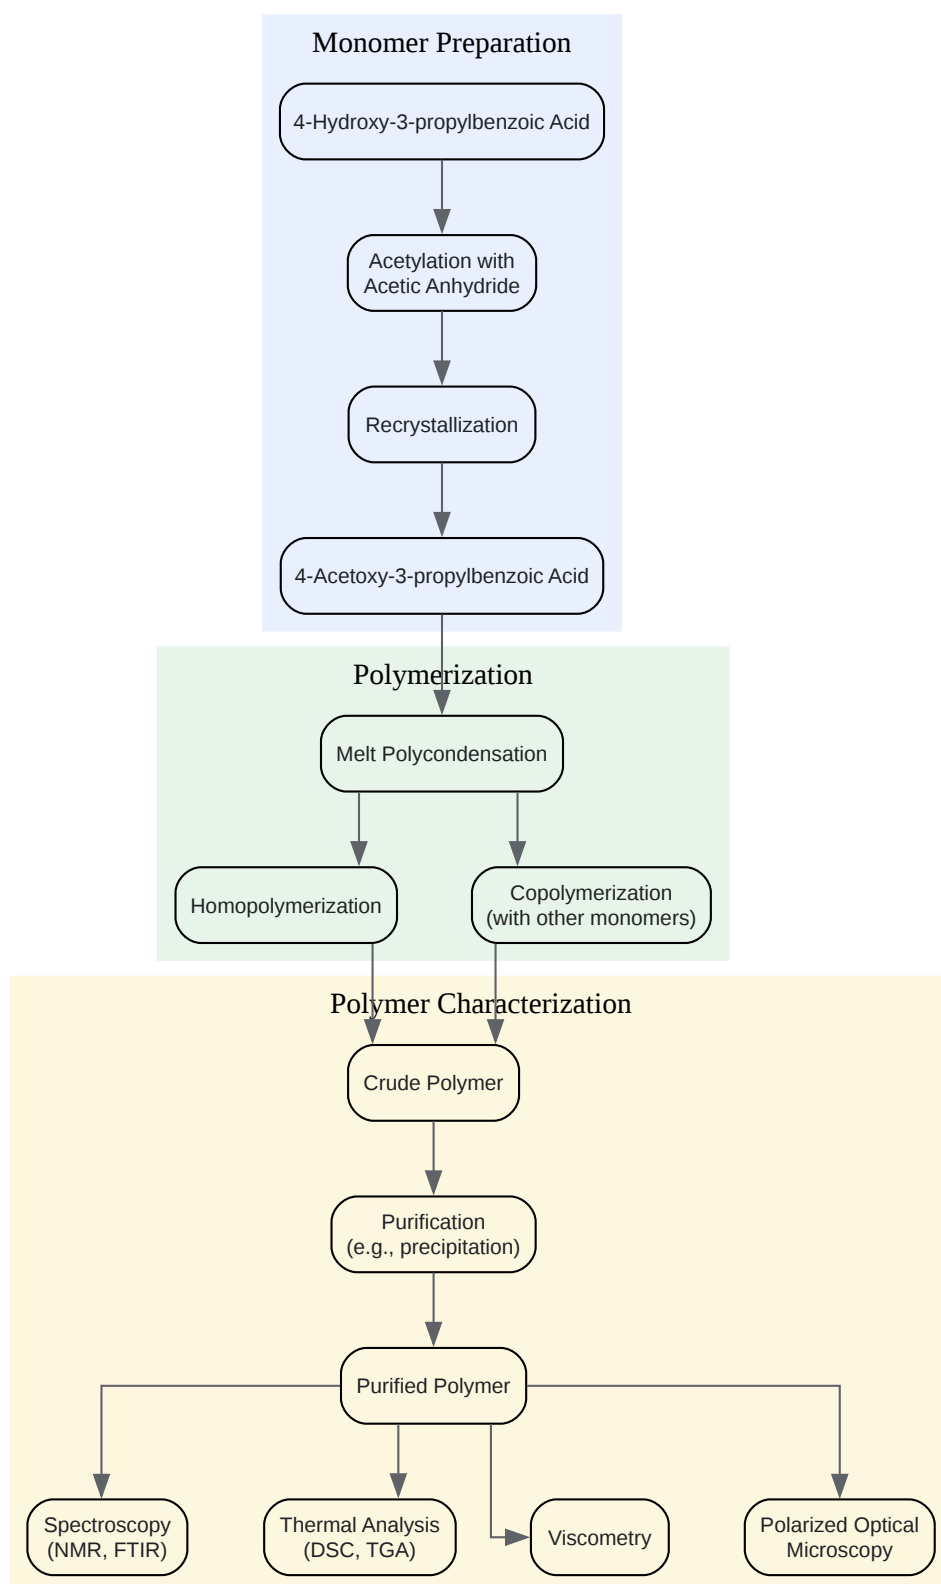 Monomer Preparation
4-Hydroxy-3-propylbenzoic Acid
Acetylation with
Acetic Anhydride
Recrystallization
4-Acetoxy-3-propylbenzoic Acid
Polymerization
Melt Polycondensation
Homopolymerization
Copolymerization
(with other monomers)
Polymer Characterization
Crude Polymer
Purification
(e.g., precipitation)
Purified Polymer
Spectroscopy
(NMR, FTIR)
Thermal Analysis
(DSC, TGA)
Viscometry
Polarized Optical
Microscopy